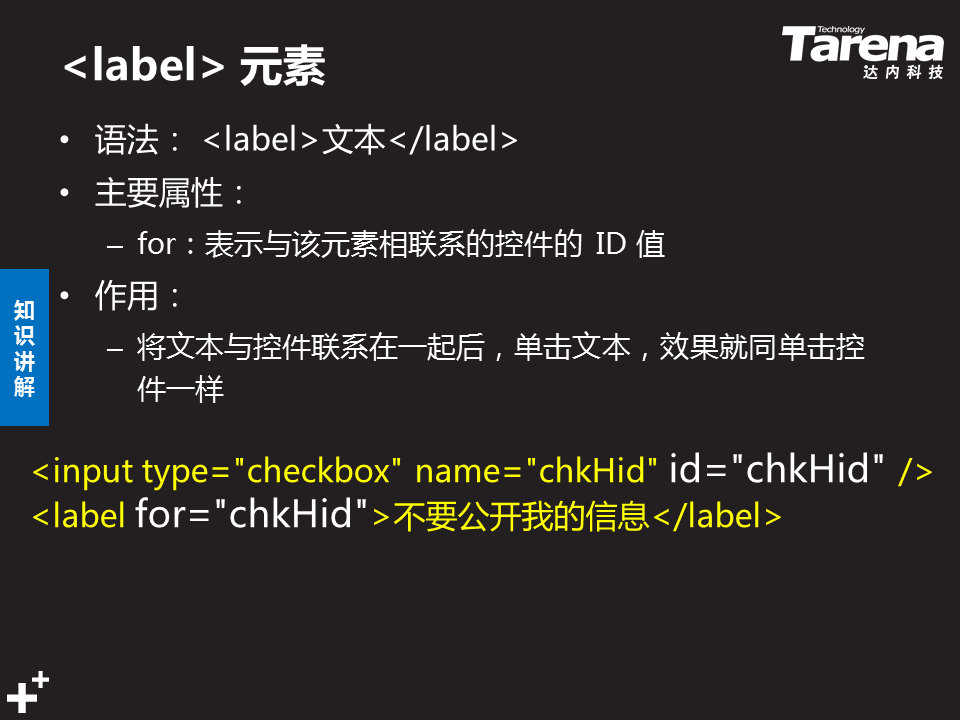 <label> 元素
Technology
Tarena
达内科技
• 语法： <label>文本</label>
• 主要属性：
– for：表示与该元素相联系的控件的 ID 值
• 作用：
– 将文本与控件联系在一起后，单击文本，效果就同单击控
件一样
知
识
讲
解
<input type="checkbox" name="chkHid" id="chkHid" />
<label for="chkHid">不要公开我的信息</label>